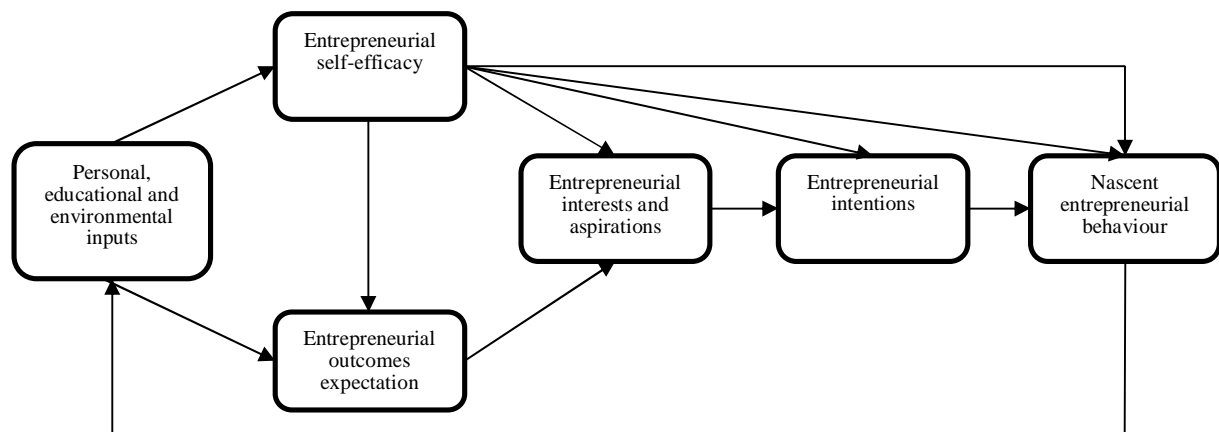 Entrepreneurial
self-efficacy
Personal,
educational and
environmental
inputs
Entrepreneurial
interests and
aspirations
Entrepreneurial
intentions
Nascent
entrepreneurial
behaviour
Entrepreneurial
outcomes
expectation